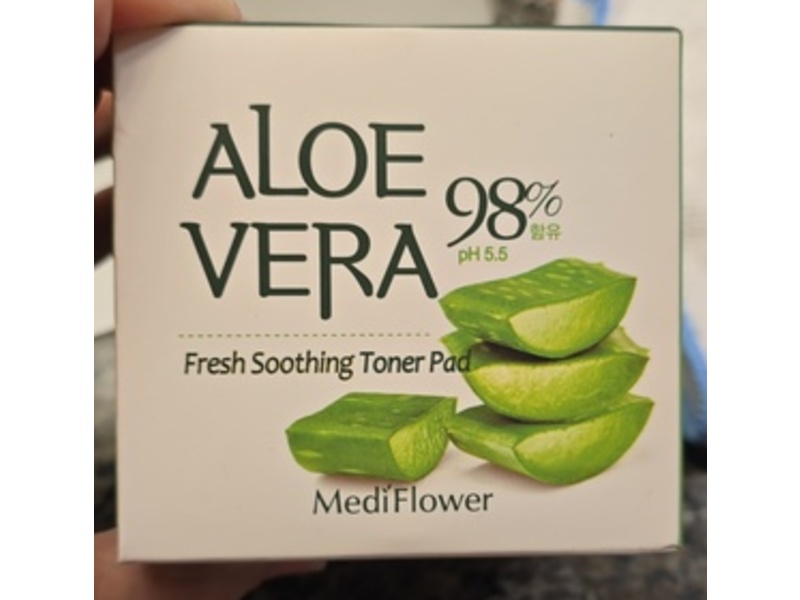 ALOE
VERA
98%
함유
pH 5.5
Fresh Soothing Toner Pad
MediFlower